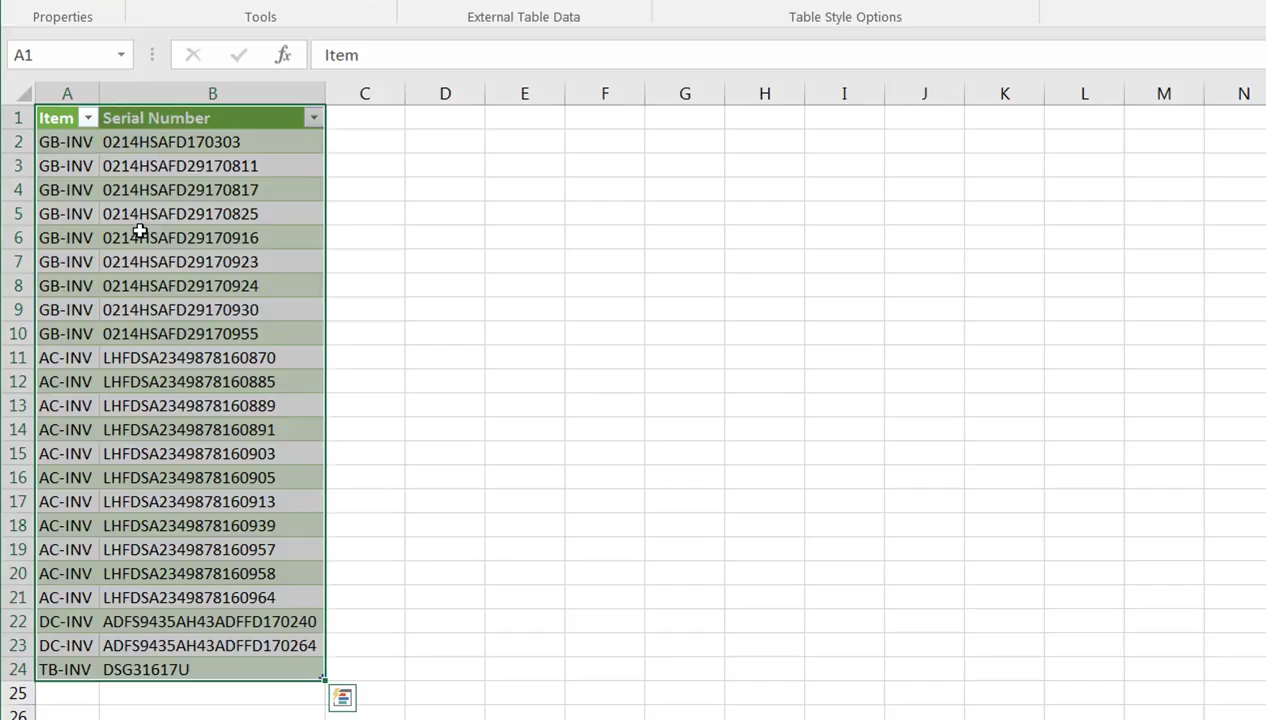 Properties Tools External Table Data Table Style Options
A1 fx Item
A B C D E F G H I J K L M N
1 Item Serial Number
2 GB-INV 0214HSAFD170303
3 GB-INV 0214HSAFD29170811
4 GB-INV 0214HSAFD29170817
5 GB-INV 0214HSAFD29170825
6 GB-INV 0214HSAFD29170916
7 GB-INV 0214HSAFD29170923
8 GB-INV 0214HSAFD29170924
9 GB-INV 0214HSAFD29170930
10 GB-INV 0214HSAFD29170955
11 AC-INV LHFDSA2349878160870
12 AC-INV LHFDSA2349878160885
13 AC-INV LHFDSA2349878160889
14 AC-INV LHFDSA2349878160891
15 AC-INV LHFDSA2349878160903
16 AC-INV LHFDSA2349878160905
17 AC-INV LHFDSA2349878160913
18 AC-INV LHFDSA2349878160939
19 AC-INV LHFDSA2349878160957
20 AC-INV LHFDSA2349878160958
21 AC-INV LHFDSA2349878160964
22 DC-INV ADFS9435AH43ADFFD170240
23 DC-INV ADFS9435AH43ADFFD170264
24 TB-INV DSG31617U
25
26